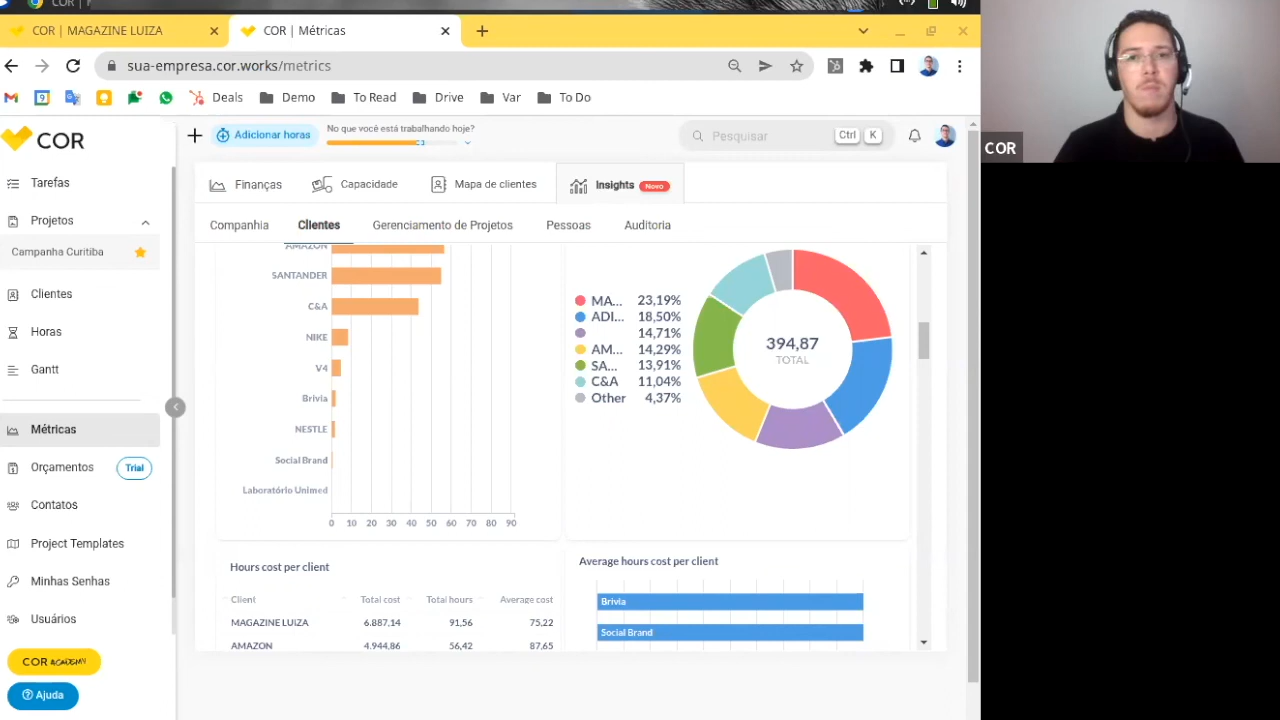 COR |
COR | MAGAZINE LUIZA
COR | Métricas
sua-empresa.cor.works/metrics
Deals
Demo
To Read
Drive
Var
To Do
COR
Adicionar horas
No que você está trabalhando hoje?
Pesquisar
Ctrl
K
Tarefas
Projetos
Campanha Curitiba
Clientes
Horas
Gantt
Métricas
Orçamentos
Trial
Contatos
Project Templates
Minhas Senhas
Usuários
COR ACADEMY
Ajuda
Finanças
Capacidade
Mapa de clientes
Insights
Novo
Companhia
Clientes
Gerenciamento de Projetos
Pessoas
Auditoria
AMAZON
SANTANDER
C&A
NIKE
V4
Brivia
NESTLE
Social Brand
Laboratório Unimed
0 10 20 30 40 50 60 70 80 90
MA... 23,19%
ADI... 18,50%
14,71%
AM... 14,29%
SA... 13,91%
C&A 11,04%
Other 4,37%
394,87
TOTAL
Hours cost per client
Client Total cost Total hours Average cost
MAGAZINE LUIZA 6.887,14 91,56 75,22
AMAZON 4.944,86 56,42 87,65
Average hours cost per client
Brivia
Social Brand
COR